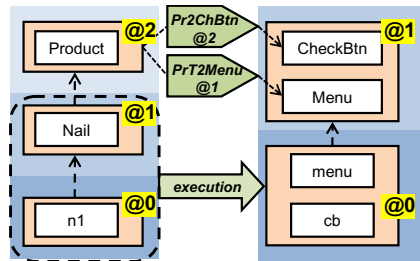 Product
@2
Pr2ChBtn
@2
PrT2Menu
@1
CheckBtn
@1
Menu
Nail
@1
n1
@0
execution
menu
cb
@0